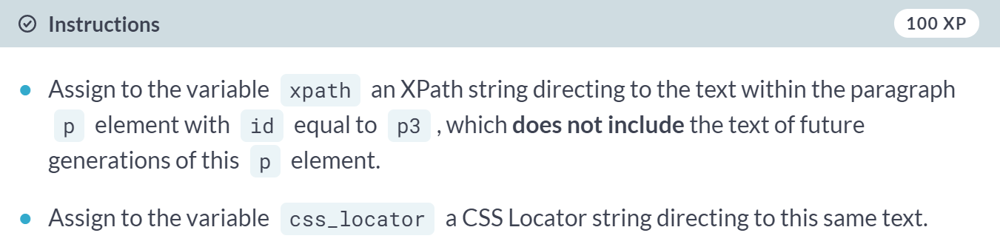 Instructions
100 XP
Assign to the variable xpath an XPath string directing to the text within the paragraph
p element with id equal to p3 , which does not include the text of future
generations of this p element.
Assign to the variable css_locator a CSS Locator string directing to this same text.